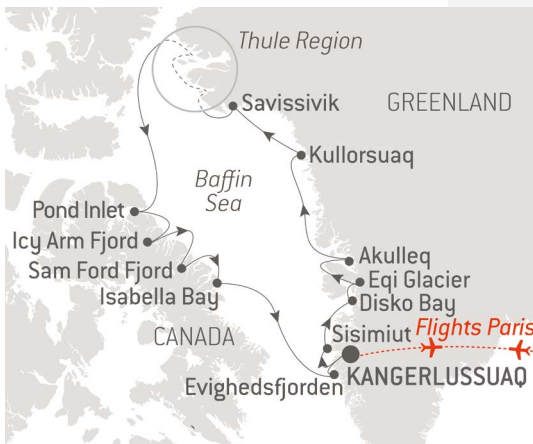 Thule Region
Savissivik
GREENLAND
Kullorsuaq
Baffin
Sea
Pond Inlet
Icy Arm Fjord
Sam Ford Fjord
Isabella Bay
Akulleq
Eqi Glacier
Disko Bay
CANADA
Sisimiut
Flights Paris
KANGERLUSSUAQ
Evighedsfjorden